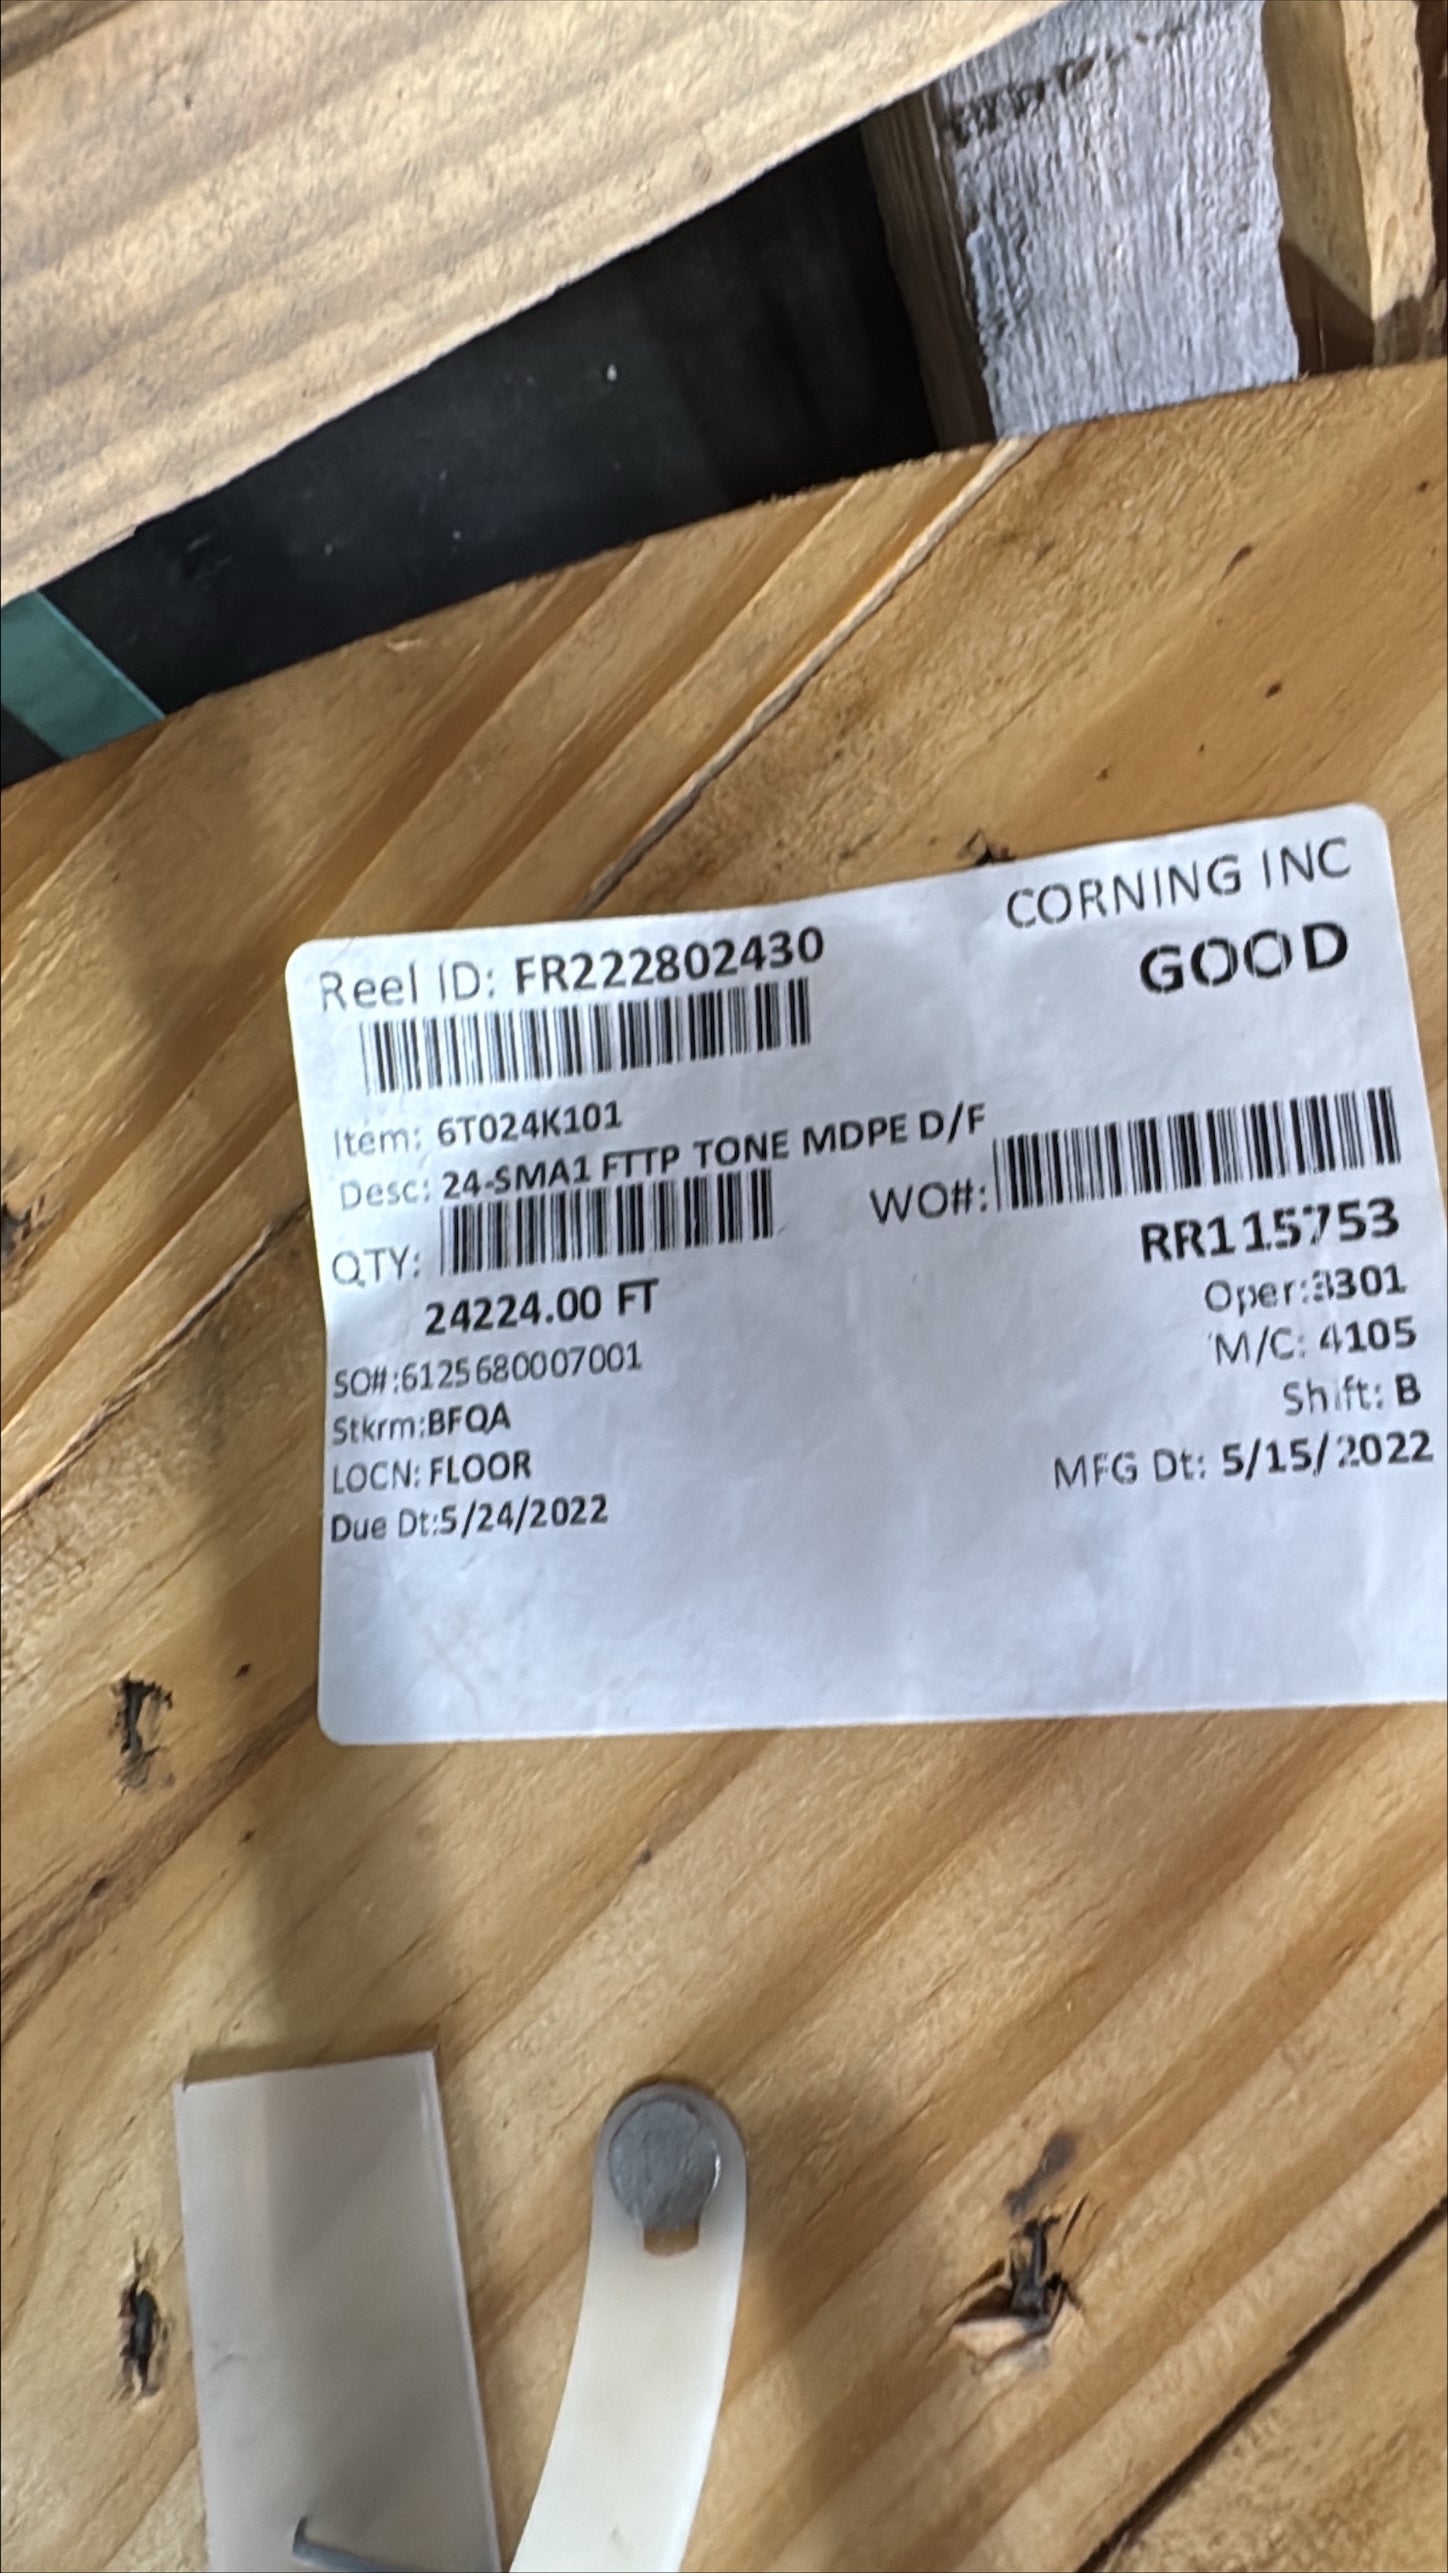 CORNING INC
Reel ID: FR222802430
GOOD
Item: 6T024K101
Desc: 24-SMA1 FTTP TONE MDPE D/F
QTY:
WO#:
24224.00 FT
RR115753
SO#:6125680007001
Oper:3301
Stkrm:BFQA
M/C: 4105
LOCN: FLOOR
Shift: B
Due Dt:5/24/2022
MFG Dt: 5/15/2022